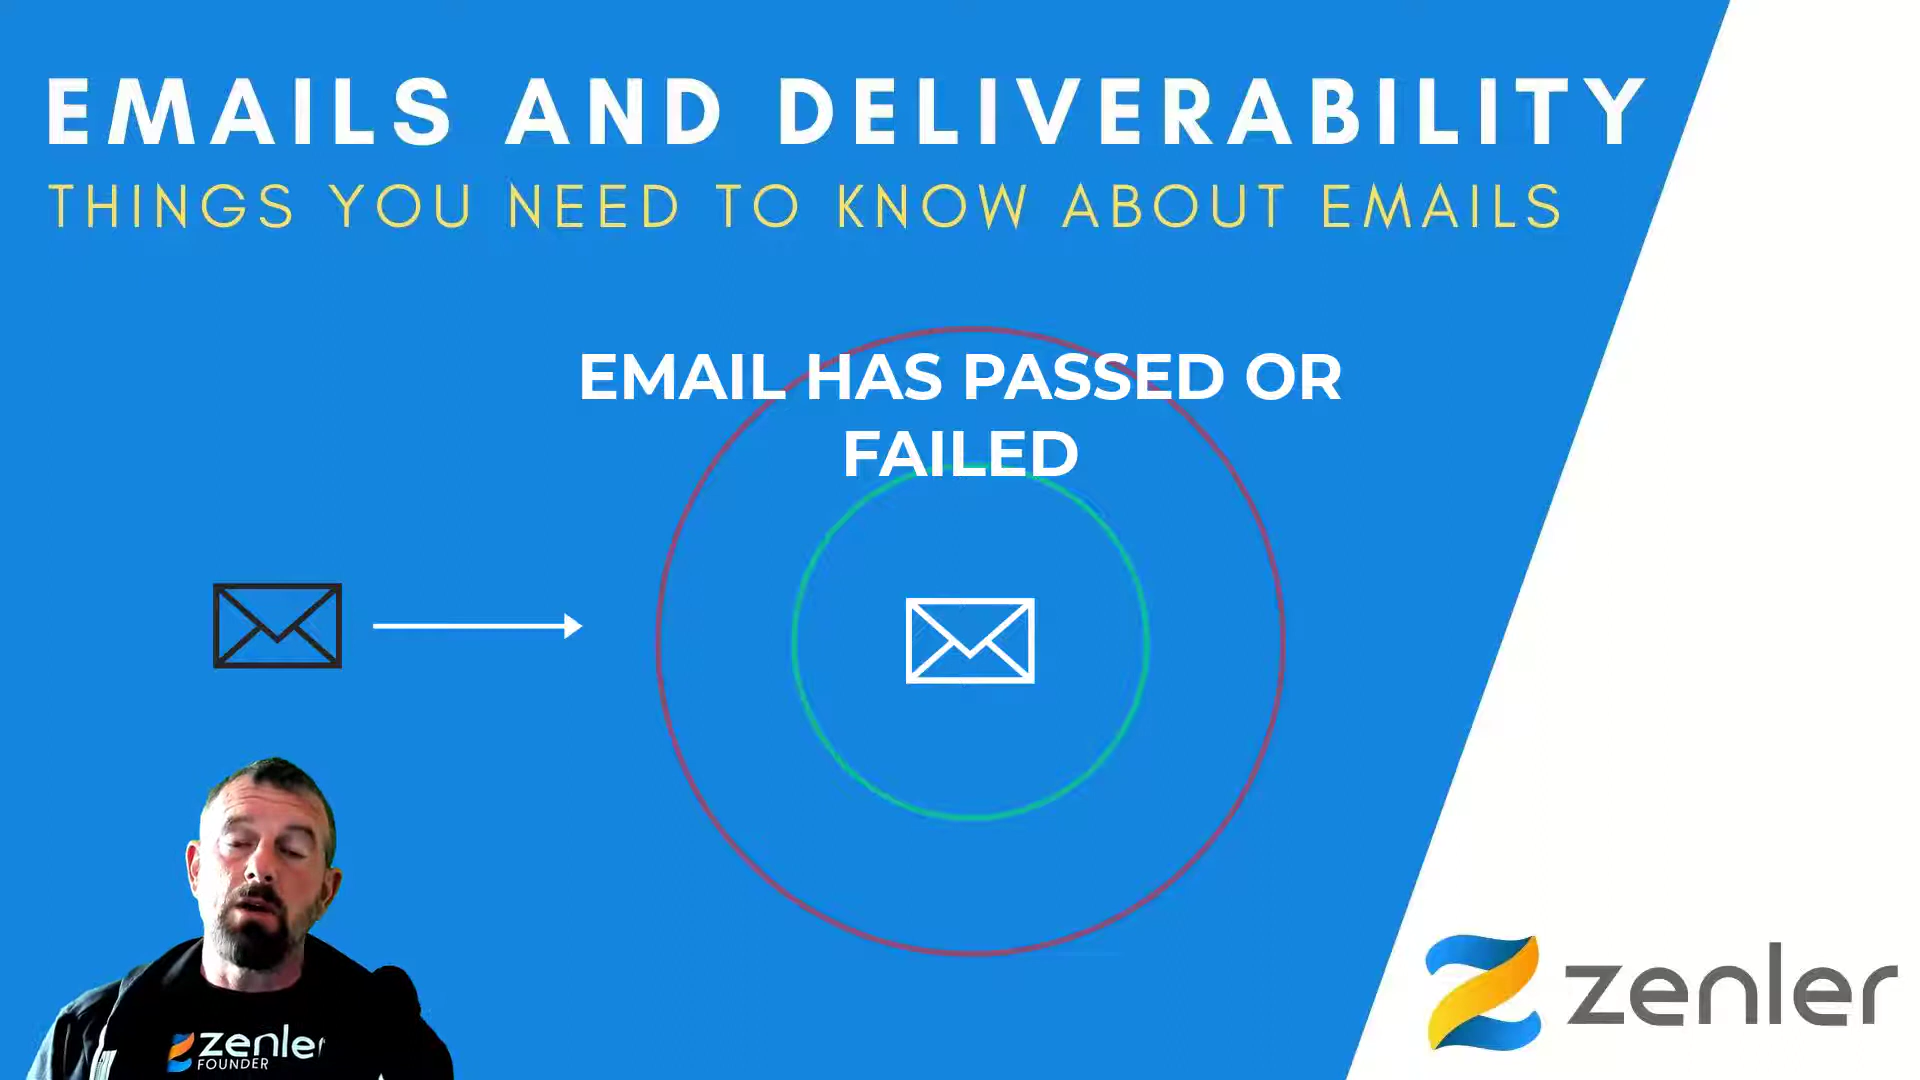 EMAILS AND DELIVERABILITY
THINGS YOU NEED TO KNOW ABOUT EMAILS
EMAIL HAS PASSED OR
FAILED
zenler
FOUNDER
zenler